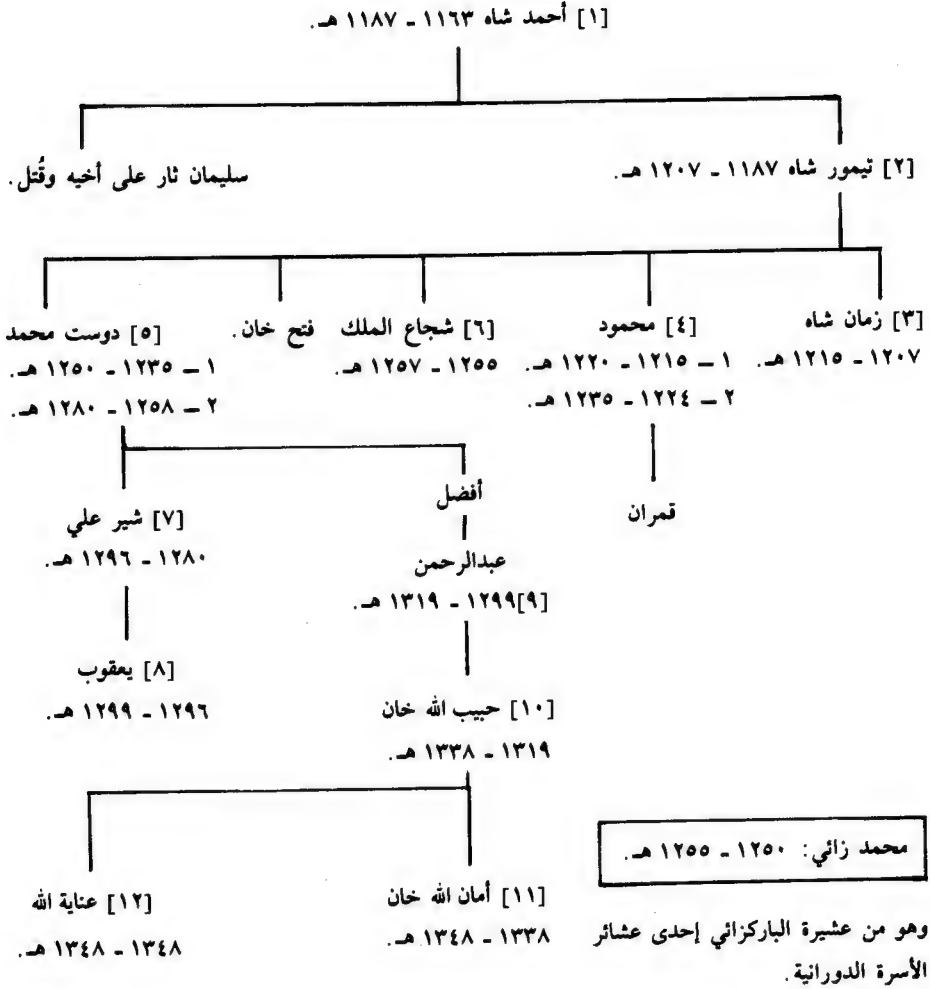 [١] أحمد شاه ١١٦٣ ـ ١١٨٧ هـ.
[٢] تيمور شاه ١١٨٧ ـ ١٢٠٧ هـ.
سليمان ثار على أخيه وقُتل.
[٣] زمان شاه
١٢٠٧ ـ ١٢١٥ هـ.
[٤] محمود
١ ــ ١٢١٥ ـ ١٢٢٠ هـ.
٢ ــ ١٢٢٤ ـ ١٢٣٥ هـ.
[٦] شجاع الملك
١٢٥٥ ـ ١٢٥٧ هـ.
فتح خان.
[٥] دوست محمد
١ ــ ١٢٣٥ ـ ١٢٥٠ هـ.
٢ ــ ١٢٥٨ ـ ١٢٨٠ هـ.
قمران
أفضل
عبدالرحمن
[٩]١٢٩٩ ـ ١٣١٩ هـ.
[٧] شير علي
١٢٨٠ ـ ١٢٩٦ هـ.
[٨] يعقوب
١٢٩٦ ـ ١٢٩٩ هـ.
[١٠] حبيب الله خان
١٣١٩ ـ ١٣٣٨ هـ.
[١١] أمان الله خان
١٣٣٨ ـ ١٣٤٨ هـ.
[١٢] عناية الله
١٣٤٨ ـ ١٣٤٨ هـ.
محمد زائي: ١٢٥٠ ـ ١٢٥٥ هـ.
وهو من عشيرة الباركزائي إحدى عشائر
الأسرة الدورانية.